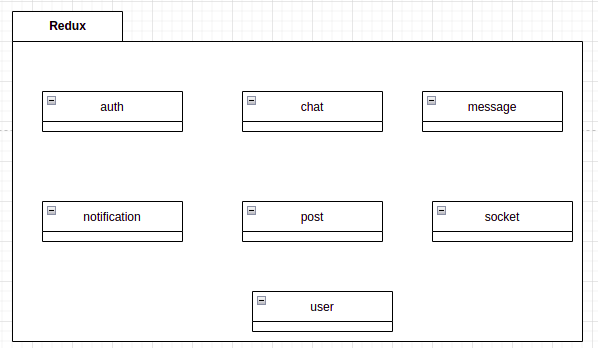 Redux
auth
chat
message
notification
post
socket
user